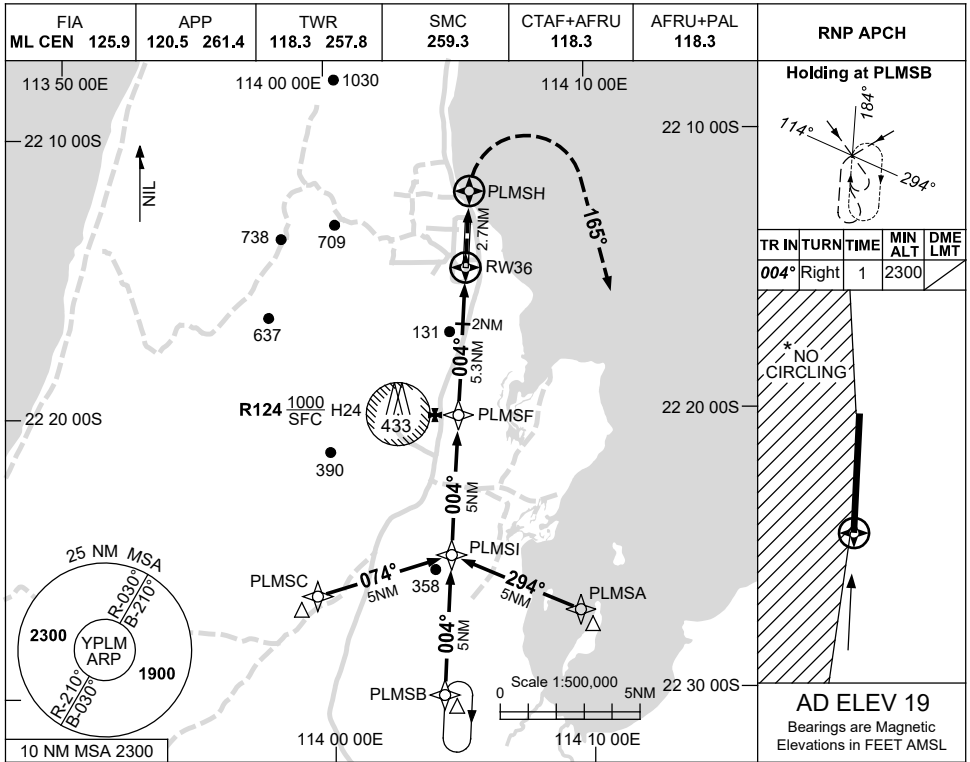 FIA
ML CEN 125.9
APP
120.5 261.4
TWR
118.3 257.8
SMC
259.3
CTAF+AFRU
118.3
AFRU+PAL
118.3
RNP APCH
113 50 00E
114 00 00E
1030
114 10 00E
22 10 00S
22 10 00S
NIL
PLMSH
2.7NM
165°
738
709
RW36
637
131
2NM
004°
5.3NM
R124 1000 SFC H24
433
PLMSF
22 20 00S
22 20 00S
390
004°
5NM
PLMSI
25 NM MSA
PLMSC
074°
5NM
358
294°
5NM
PLMSA
R-030°
B-210°
2300
YPLM
ARP
1900
R-210°
B-030°
004°
5NM
PLMSB
Scale 1:500,000
0
5NM
22 30 00S
10 NM MSA 2300
114 00 00E
114 10 00E
Holding at PLMSB
184°
114°
294°
TR IN TURN TIME MIN ALT DME LMT
004° Right 1 2300
*NO
CIRCLING
AD ELEV 19
Bearings are Magnetic
Elevations in FEET AMSL